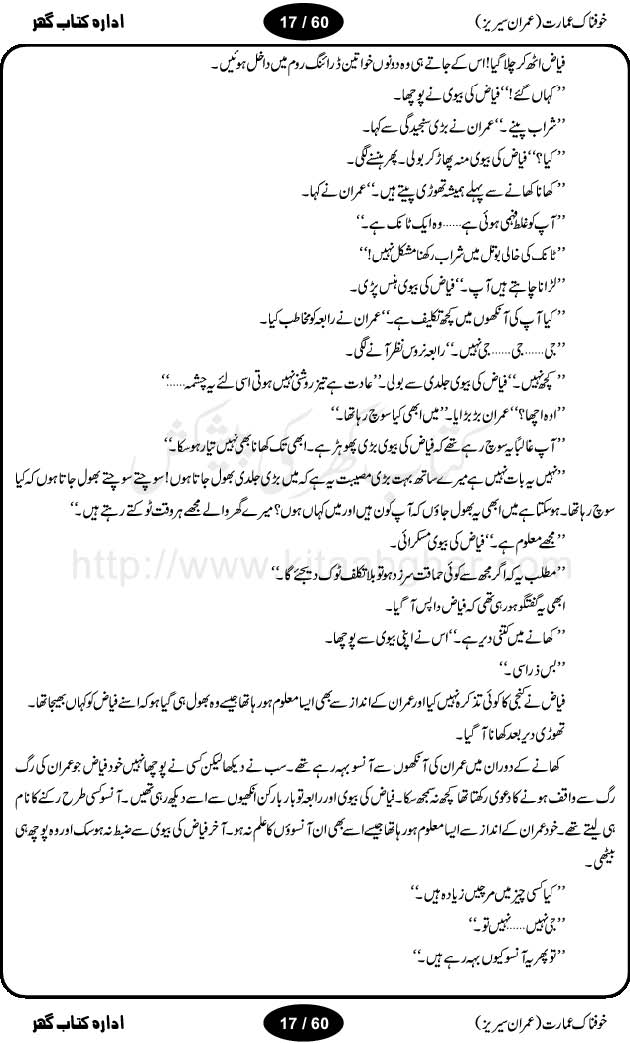 خوفناک عمارت (عمران سیریز)
17 / 60
ادارہ کتاب گھر
فیاض اٹھ کر چلا گیا! اس کے جاتے ہی وہ دونوں خواتین ڈرائنگ روم میں داخل ہوئیں۔
’’کہاں گئے!‘‘ فیاض کی بیوی نے پوچھا۔
’’شراب پینے۔‘‘ عمران نے بڑی سنجیدگی سے کہا۔
’’کیا؟‘‘ فیاض کی بیوی منہ پھاڑ کر بولی۔ پھر ہنسنے لگی۔
’’کھانا کھانے سے پہلے ہمیشہ تھوڑی پیتے ہیں۔‘‘ عمران نے کہا۔
’’آپ کو غلط فہمی ہوئی ہے...... وہ ایک ٹانک ہے۔‘‘
’’ٹانک کی خالی بوتل میں شراب رکھنا مشکل نہیں!‘‘
’’لڑانا چاہتے ہیں آپ۔‘‘ فیاض کی بیوی ہنس پڑی۔
’’کیا آپ کی آنکھوں میں کچھ تکلیف ہے۔‘‘ عمران نے رابعہ کو مخاطب کیا۔
’’جی...... جی...... جی نہیں۔‘‘ رابعہ نروس نظر آنے لگی۔
’’کچھ نہیں۔‘‘ فیاض کی بیوی جلدی سے بولی۔ ’’عادت ہے تیز روشنی نہیں ہوتی اسی لئے یہ چشمہ.....‘‘
’’اوہ اچھا؟‘‘ عمران بڑبڑایا۔ ’’میں ابھی کیا سوچ رہا تھا۔‘‘
’’آپ غالباً یہ سوچ رہے تھے کہ فیاض کی بیوی بڑی پھوہڑ ہے۔ ابھی تک کھانا بھی نہیں تیار ہو سکا۔‘‘
’’نہیں یہ بات نہیں ہے میرے ساتھ بہت بڑی مصیبت یہ ہے کہ میں بڑی جلدی بھول جاتا ہوں! سوچتے سوچتے بھول جاتا ہوں کہ کیا
سوچ رہا تھا۔ ہو سکتا ہے میں ابھی یہ بھول جاؤں کہ آپ کون ہیں اور میں کہاں ہوں؟ میرے گھر والے مجھے ہر وقت ٹوکتے رہتے ہیں۔‘‘
’’مجھے معلوم ہے۔‘‘ فیاض کی بیوی مسکرائی۔
’’مطلب یہ کہ اگر مجھ سے کوئی حماقت سرزد ہو تو بلا تکلف ٹوک دیجئے گا۔‘‘
ابھی یہ گفتگو ہو رہی تھی کہ فیاض واپس آ گیا۔
’’کھانے میں کتنی دیر ہے۔‘‘ اس نے اپنی بیوی سے پوچھا۔
’’بس ذرا سی۔‘‘
فیاض نے کنجی کا کوئی تذکرہ نہیں کیا اور عمران کے انداز سے بھی ایسا معلوم ہو رہا تھا جیسے وہ بھول ہی گیا ہو کہ اسنے فیاض کو کہاں بھیجا تھا۔
تھوڑی دیر بعد کھانا آ گیا۔
کھانے کے دوران میں عمران کی آنکھوں سے آنسو بہہ رہے تھے۔ سب نے دیکھا لیکن کسی نے پوچھا نہیں خود فیاض جو عمران کی رگ
رگ سے واقف ہونے کا دعویٰ رکھتا تھا کچھ نہ سمجھ سکا۔ فیاض کی بیوی اور رابعہ تو بار بار کن انکھیوں سے اسے دیکھ رہی تھیں۔ آنسو کسی طرح رکنے کا نام
ہی لیتے تھے۔ خود عمران کے انداز سے ایسا معلوم ہو رہا تھا جیسے اسے بھی ان آنسوؤں کا علم نہ ہو۔ آخر فیاض کی بیوی سے ضبط نہ ہو سکا اور وہ پوچھ ہی
بیٹھی۔
’’کیا کسی چیز میں مرچیں زیادہ ہیں۔‘‘
’’جی نہیں...... نہیں تو۔‘‘
’’تو پھر یہ آنسو کیوں بہہ رہے ہیں۔‘‘
کتاب گھر کی پیشکش
http://www.kitaabghar.com
خوفناک عمارت (عمران سیریز)
17 / 60
ادارہ کتاب گھر